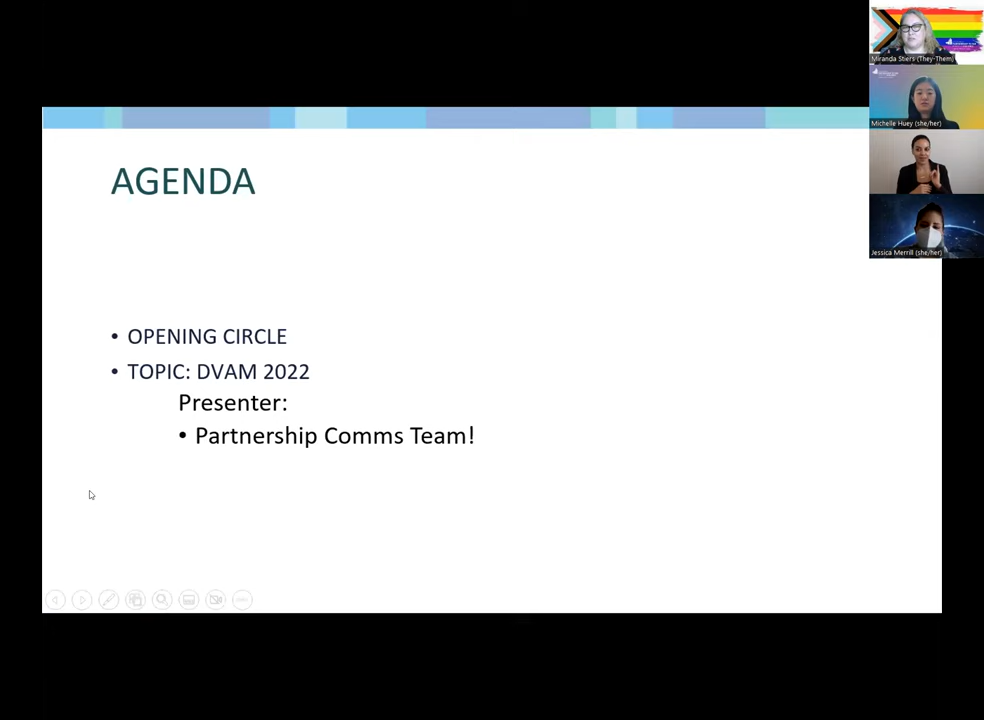 AGENDA
• OPENING CIRCLE
• TOPIC: DVAM 2022
Presenter:
• Partnership Comms Team!
Miranda Stiers (They-Them)
Michelle Huey (she/her)
Jessica Merrill (she/her)